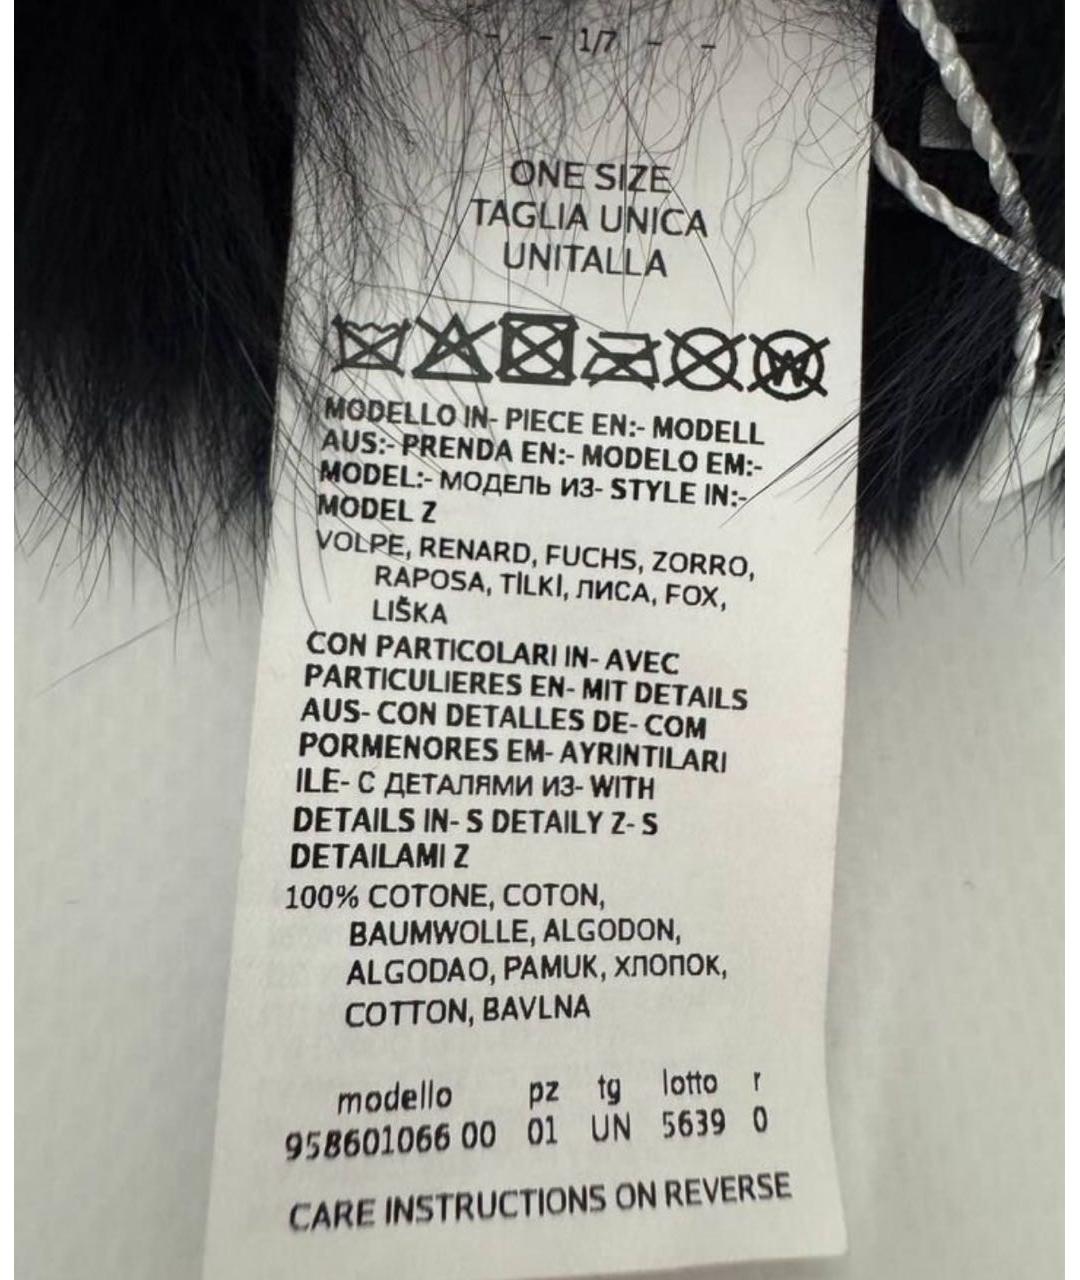 - - 1/7 - -
ONE SIZE
TAGLIA UNICA
UNITALLA
MODELLO IN- PIECE EN:- MODELL
AUS:- PRENDA EN:- MODELO EM:-
MODEL:- МОДЕЛЬ ИЗ- STYLE IN:-
MODEL Z
VOLPE, RENARD, FUCHS, ZORRO,
RAPOSA, TİLKİ, ЛИСА, FOX,
LIŠKA
CON PARTICOLARI IN- AVEC
PARTICULIERES EN- MIT DETAILS
AUS- CON DETALLES DE- COM
PORMENORES EM- AYRINTILARI
ILE- С ДЕТАЛЯМИ ИЗ- WITH
DETAILS IN- S DETAILY Z- S
DETAILAMI Z
100% COTONE, COTON,
BAUMWOLLE, ALGODON,
ALGODAO, PAMUK, ХЛОПОК,
COTTON, BAVLNA
modello pz tg lotto r
958601066 00 01 UN 5639 0
CARE INSTRUCTIONS ON REVERSE